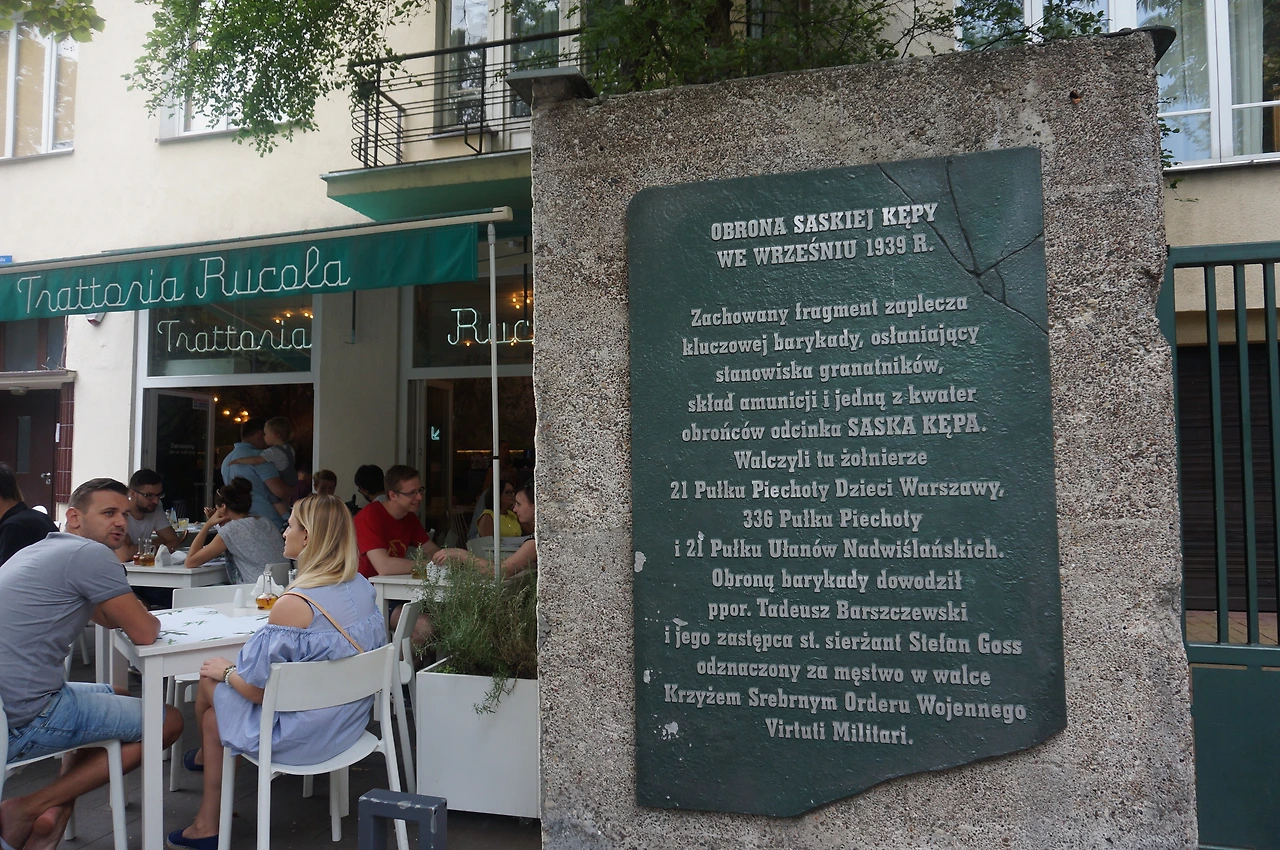 Trattoria Rucola
Trattoria
Ruc
OBRONA SASKIEJ KĘPY
WE WRZEŚNIU 1939 R.
Zachowany fragment zaplecza
kluczowej barykady, osłaniający
stanowiska granatników,
skład amunicji i jedną z kwater
obrońców odcinka SASKA KĘPA.
Walczyli tu żołnierze
21 Pułku Piechoty Dzieci Warszawy,
336 Pułku Piechoty
i 21 Pułku Ułanów Nadwiślańskich.
Obroną barykady dowodził
ppor. Tadeusz Barszczewski
i jego zastępca st. sierżant Stefan Goss
odznaczony za męstwo w walce
Krzyżem Srebrnym Orderu Wojennego
Virtuti Militari.